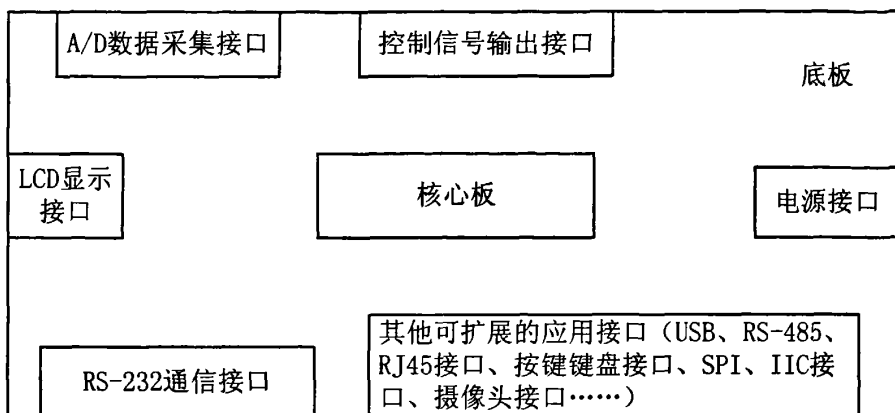 A/D数据采集接口
控制信号输出接口
底板
LCD显示
接口
核心板
电源接口
RS-232通信接口
其他可扩展的应用接口（USB、RS-485、
RJ45接口、按键键盘接口、SPI、IIC接
口、摄像头接口……）